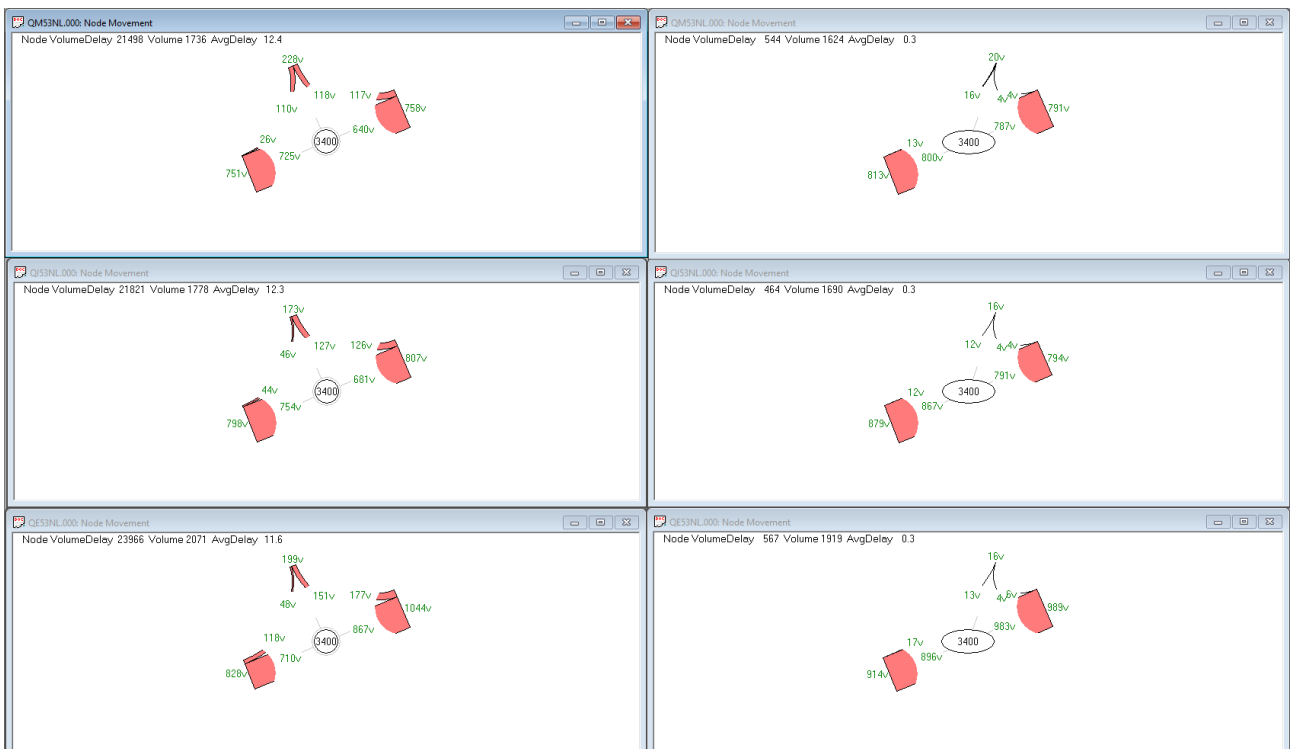 QM53NL.000: Node Movement
Node VolumeDelay 21498 Volume 1736 AvgDelay 12.4
228v
118v 117v
110v
758v
640v
3400
26v
725v
751v
QM53NL.000: Node Movement
Node VolumeDelay 544 Volume 1624 AvgDelay 0.3
20v
16v 4v 4v
791v
787v
3400
13v
800v
813v
QI53NL.000: Node Movement
Node VolumeDelay 21821 Volume 1778 AvgDelay 12.3
173v
127v 126v
46v
807v
681v
3400
44v
754v
798v
QI53NL.000: Node Movement
Node VolumeDelay 464 Volume 1690 AvgDelay 0.3
16v
12v 4v 4v
794v
791v
3400
12v
867v
879v
QE53NL.000: Node Movement
Node VolumeDelay 23966 Volume 2071 AvgDelay 11.6
199v
151v 177v
48v
1044v
867v
3400
118v
710v
828v
QE53NL.000: Node Movement
Node VolumeDelay 567 Volume 1919 AvgDelay 0.3
16v
13v 4v 6v
989v
983v
3400
17v
896v
914v